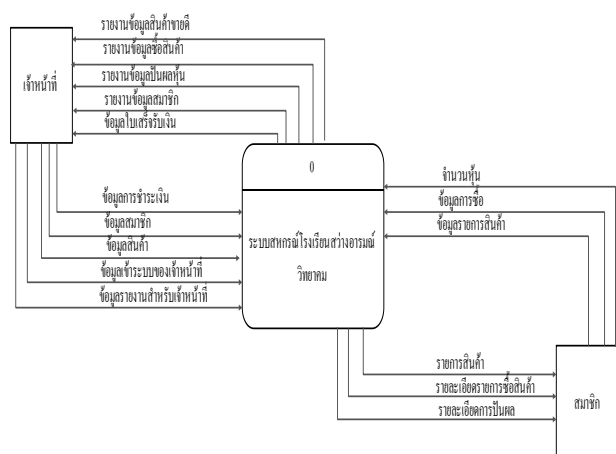 รายงานข้อมูลสินค้าขายดี
รายงานข้อมูลซื้อสินค้า
รายงานข้อมูลปันผลหุ้น
รายงานข้อมูลสมาชิก
ข้อมูลใบเสร็จรับเงิน
เจ้าหน้าที่
0
ระบบสหกรณ์โรงเรียนสว่างอารมณ์
วิทยาคม
จำนวนหุ้น
ข้อมูลการซื้อ
ข้อมูลรายการสินค้า
ข้อมูลการชำระเงิน
ข้อมูลสมาชิก
ข้อมูลสินค้า
ข้อมูลเข้าระบบของเจ้าหน้าที่
ข้อมูลรายงานสำหรับเจ้าหน้าที่
รายการสินค้า
รายละเอียดรายการซื้อสินค้า
รายละเอียดการปันผล
สมาชิก